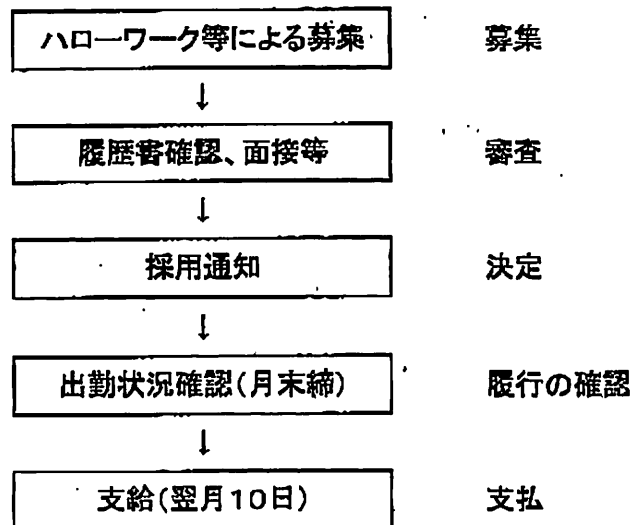 ハローワーク等による募集 募集
↓
履歴書確認、面接等 審査
↓
採用通知 決定
↓
出勤状況確認(月末締) 履行の確認
↓
支給(翌月10日) 支払